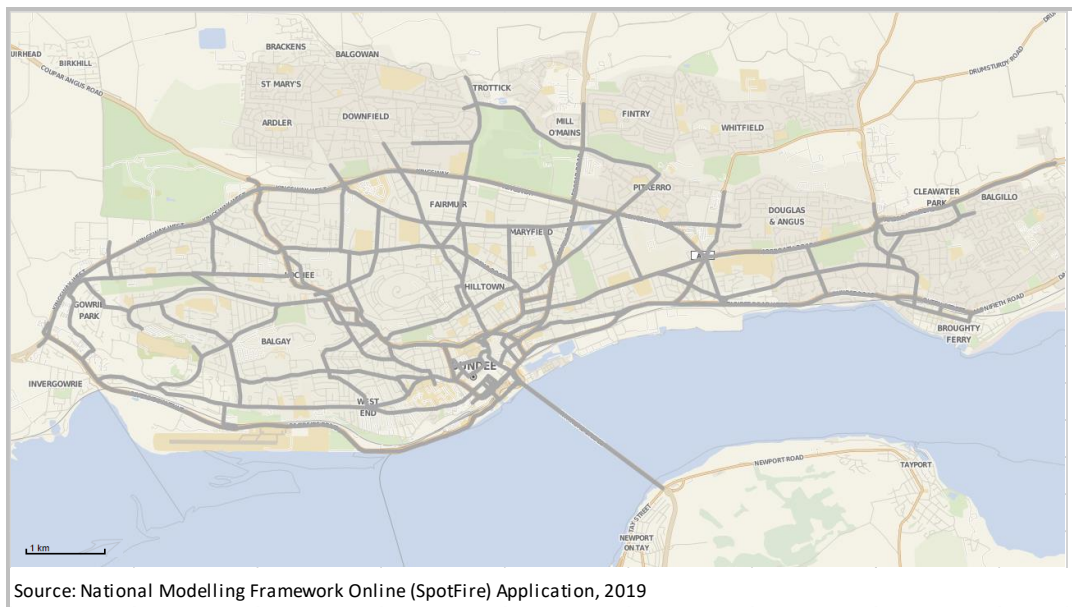 BRACKENS
BALGOWAN
BIRKHILL
COUPAR ANGUS ROAD
ST MARY'S
TROTTICK
DRUMSTURDY ROAD
ARDLER
DOWNFIELD
MILL
O'MAINS
FINTRY
WHITFIELD
PITKERRO
FAIRMUIR
CLEAWATER
PARK
BALGILLO
DOUGLAS
& ANGUS
MARYFIELD
LOCHEE
HILLTOWN
GOWRIE
PARK
BALGAY
BROUGHTY
FERRY
DUNDEE
INVERGOWRIE
WEST
END
NEWPORT ROAD
TAYPORT
TAY STREET
NEWPORT
ON TAY
1 km
Source: National Modelling Framework Online (SpotFire) Application, 2019